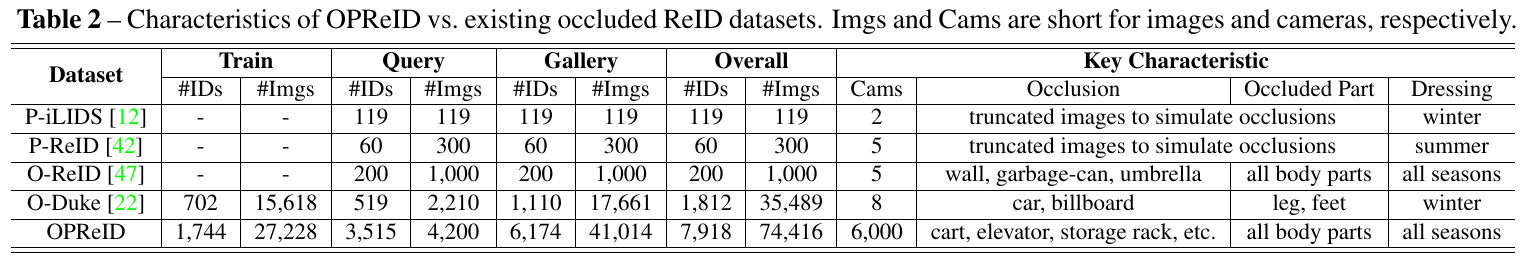 Table 2 – Characteristics of OPReID vs. existing occluded ReID datasets. Imgs and Cams are short for images and cameras, respectively.
Dataset Train Query Gallery Overall Key Characteristic
#IDs #Imgs #IDs #Imgs #IDs #Imgs #IDs #Imgs Cams Occlusion Occluded Part Dressing
P-iLIDS [12] - - 119 119 119 119 119 119 2 truncated images to simulate occlusions winter
P-ReID [42] - - 60 300 60 300 60 300 5 truncated images to simulate occlusions summer
O-ReID [47] - - 200 1,000 200 1,000 200 1,000 5 wall, garbage-can, umbrella all body parts all seasons
O-Duke [22] 702 15,618 519 2,210 1,110 17,661 1,812 35,489 8 car, billboard leg, feet winter
OPReID 1,744 27,228 3,515 4,200 6,174 41,014 7,918 74,416 6,000 cart, elevator, storage rack, etc. all body parts all seasons